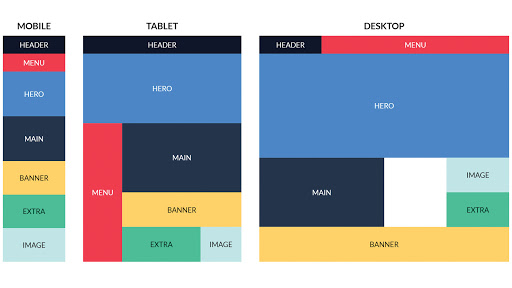 MOBILE
HEADER
MENU
HERO
MAIN
BANNER
EXTRA
IMAGE
TABLET
HEADER
HERO
MENU
MAIN
BANNER
EXTRA
IMAGE
DESKTOP
HEADER
MENU
HERO
MAIN
IMAGE
EXTRA
BANNER